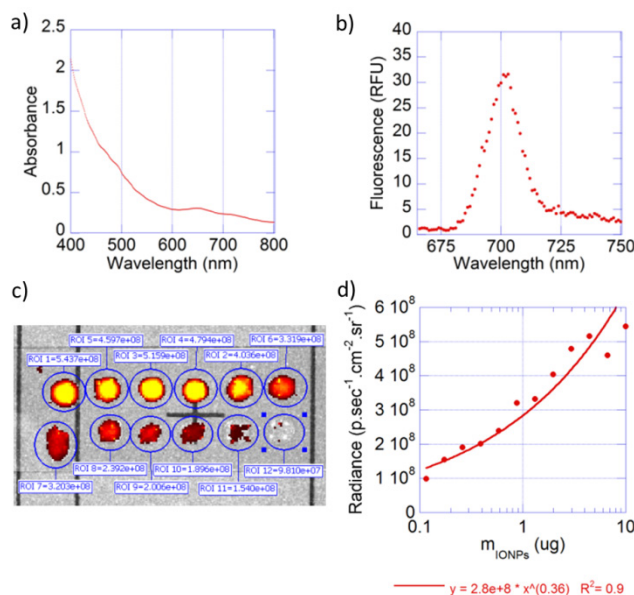 a)
2.5
2
1.5
1
0.5
0
400 500 600 700 800
Absorbance
Wavelength (nm)
b)
40
35
30
25
20
15
10
5
0
675 700 725 750
Fluorescence (RFU)
Wavelength (nm)
c)
ROI 5=4.597e+08 ROI 4=4.794e+08 ROI 6=3.319e+08
ROI 1=5.437e+08 ROI 3=5.159e+08 ROI 2=4.036e+08
ROI 8=2.392e+08 ROI 10=1.896e+08 ROI 12=9.810e+07
ROI 7=3.203e+08 ROI 9=2.006e+08 ROI 11=1.540e+08
d)
6 10⁸
5 10⁸
4 10⁸
3 10⁸
2 10⁸
1 10⁸
0
0.1 1 10
Radiance (p.sec⁻¹.cm⁻².sr⁻¹)
m_IONPs (ug)
y = 2.8e+8 * x^(0.36) R²= 0.9